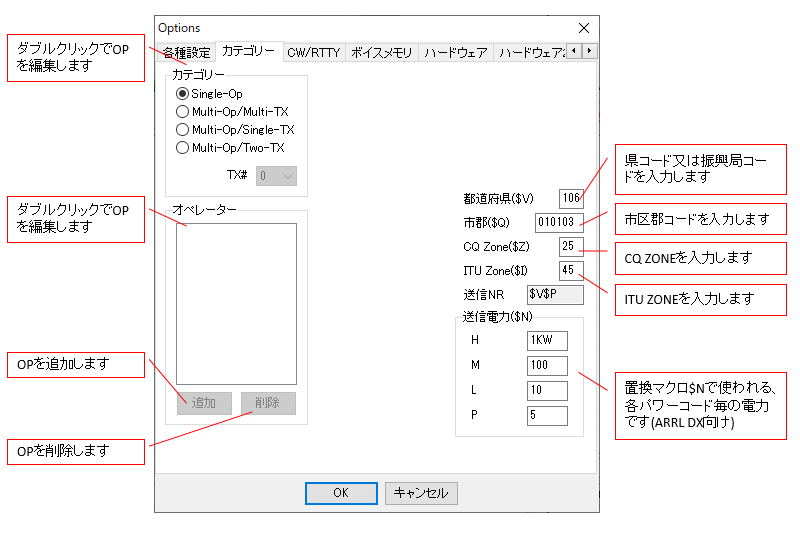 Options
各種設定 カテゴリー CW/RTTY ボイスメモリ ハードウェア ハードウェア2
ダブルクリックでOP
を編集します
カテゴリー
Single-Op
Multi-Op/Multi-TX
Multi-Op/Single-TX
Multi-Op/Two-TX
TX# 0
ダブルクリックでOP
を編集します
オペレーター
OPを追加します
追加 削除
OPを削除します
都道府県($V) 106
市郡($Q) 010103
CQ Zone($Z) 25
ITU Zone($I) 45
送信NR $V$P
送信電力($N)
H 1KW
M 100
L 10
P 5
県コード又は振興局コー
ドを入力します
市区郡コードを入力します
CQ ZONEを入力します
ITU ZONEを入力します
置換マクロ$Nで使われる、
各パワーコード毎の電力
です(ARRL DX向け)
OK キャンセル